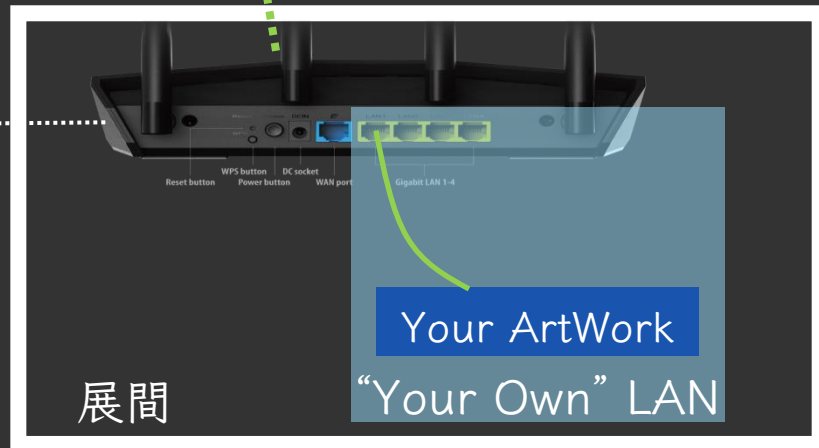 WPS button DC socket
Reset button Power button WAN port Gigabit LAN 1-4
Your ArtWork
展間 “Your Own” LAN